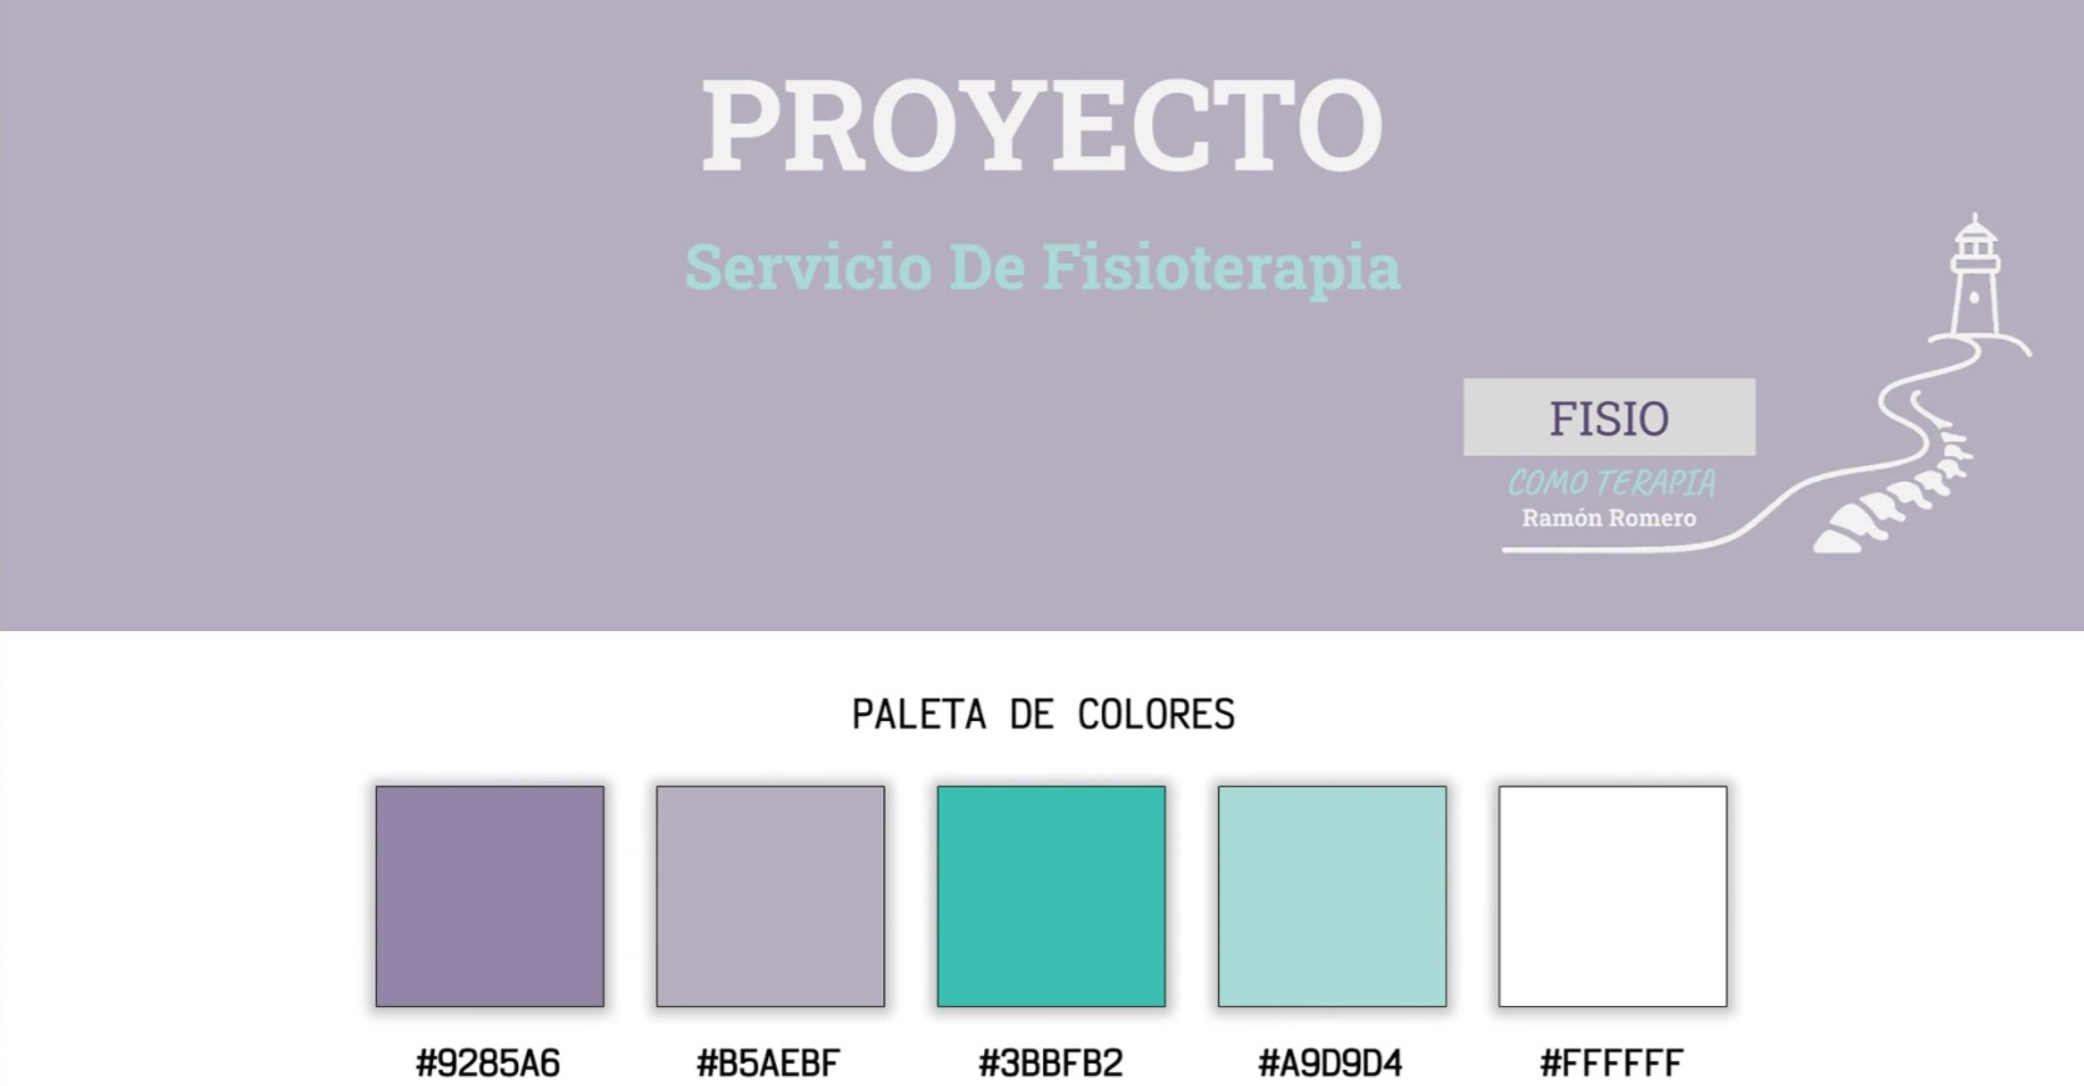 PROYECTO
Servicio De Fisioterapia
FISIO
COMO TERAPIA
Ramón Romero
PALETA DE COLORES
#9285A6
#B5AEBF
#3BBFB2
#A9D9D4
#FFFFFF